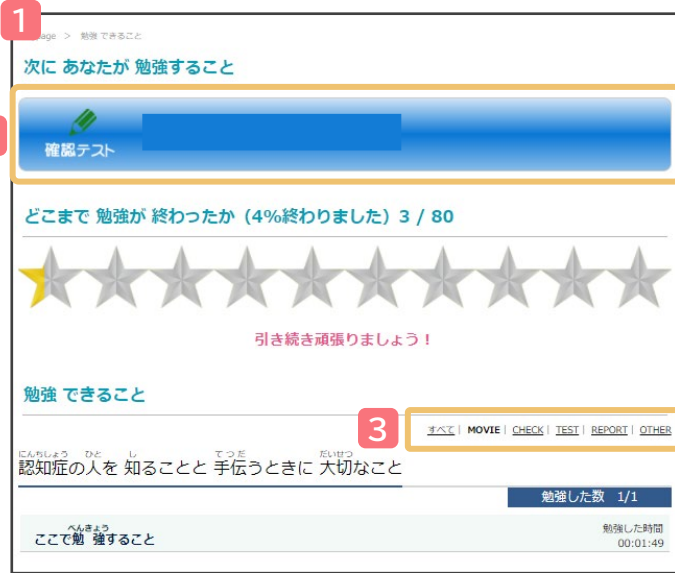 1
age > 勉強 できること
次に あなたが 勉強すること
確認テスト
どこまで 勉強が 終わったか（4%終わりました）3 / 80
引き続き頑張りましょう！
勉強 できること
3
すべて | MOVIE | CHECK | TEST | REPORT | OTHER
にんちしょう ひと し てつだ だいせつ
認知症の人を 知ることと 手伝うときに 大切なこと
勉強した数 1/1
べんきょう
ここで勉 強すること
勉強した時間
00:01:49